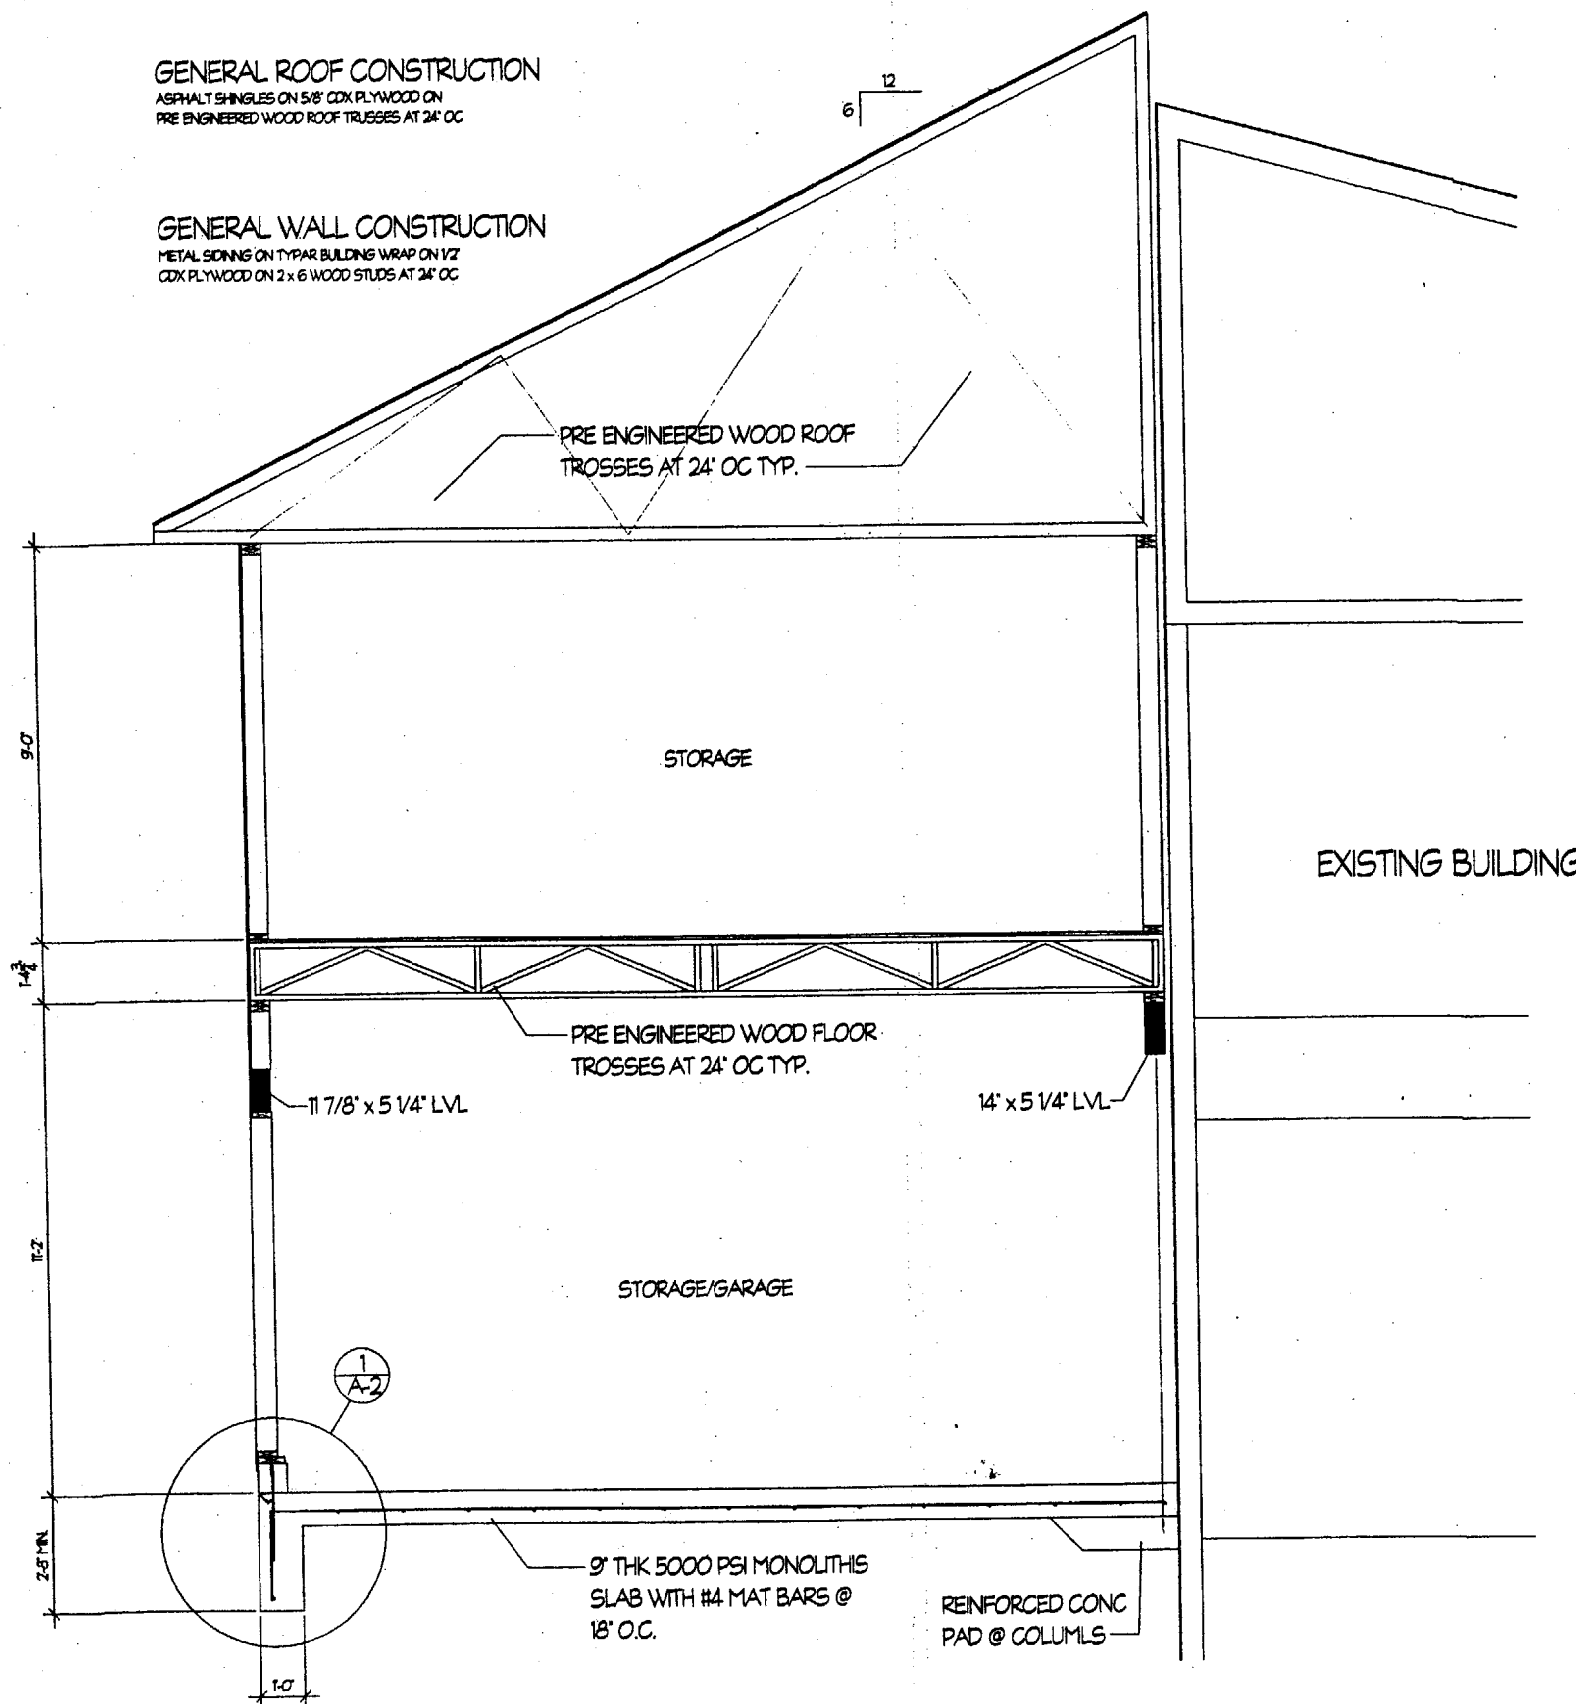 GENERAL ROOF CONSTRUCTION
ASPHALT SHINGLES ON 5/8" CDX PLYWOOD ON
PRE ENGINEERED WOOD ROOF TRUSSES AT 24" OC
12
6
GENERAL WALL CONSTRUCTION
METAL SIDING ON TYPAR BUILDING WRAP ON 1/2"
CDX PLYWOOD ON 2 x 6 WOOD STUDS AT 24" OC
PRE ENGINEERED WOOD ROOF
TROSSES AT 24" OC TYP.
9'-0"
STORAGE
EXISTING BUILDING
1'-4 3/4"
PRE ENGINEERED WOOD FLOOR
TROSSES AT 24" OC TYP.
11 7/8" x 5 1/4" LVL
14" x 5 1/4" LVL
11'-2"
STORAGE/GARAGE
1
A-2
2'-8" MIN.
9" THK 5000 PSI MONOLITHIS
SLAB WITH #4 MAT BARS @
18" O.C.
REINFORCED CONC
PAD @ COLUMLS
1'-0"